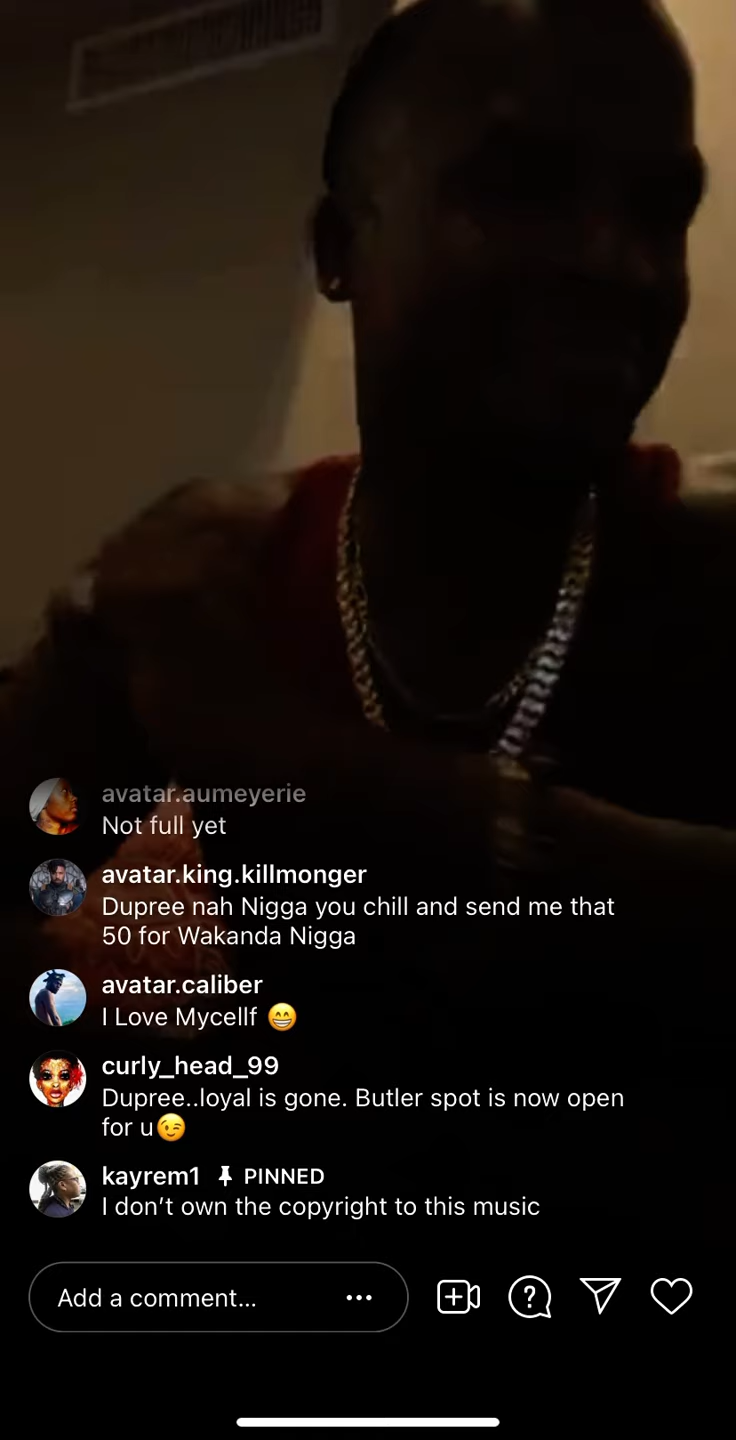 avatar.aumeyerie
Not full yet
avatar.king.killmonger
Dupree nah Nigga you chill and send me that
50 for Wakanda Nigga
avatar.caliber
I Love Mycellf 😁
curly_head_99
Dupree..loyal is gone. Butler spot is now open
for u😉
kayrem1 PINNED
I don’t own the copyright to this music
Add a comment...